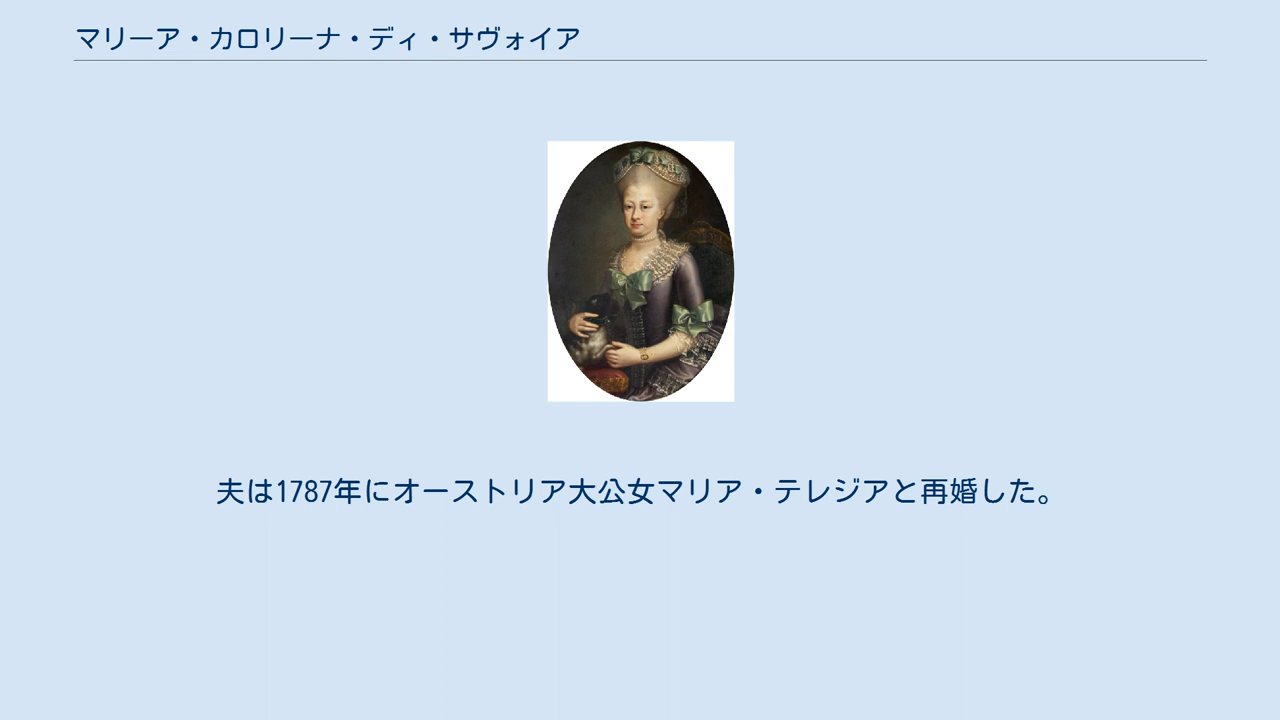 マリーア・カロリーナ・ディ・サヴォイア
夫は1787年にオーストリア大公女マリア・テレジアと再婚した。